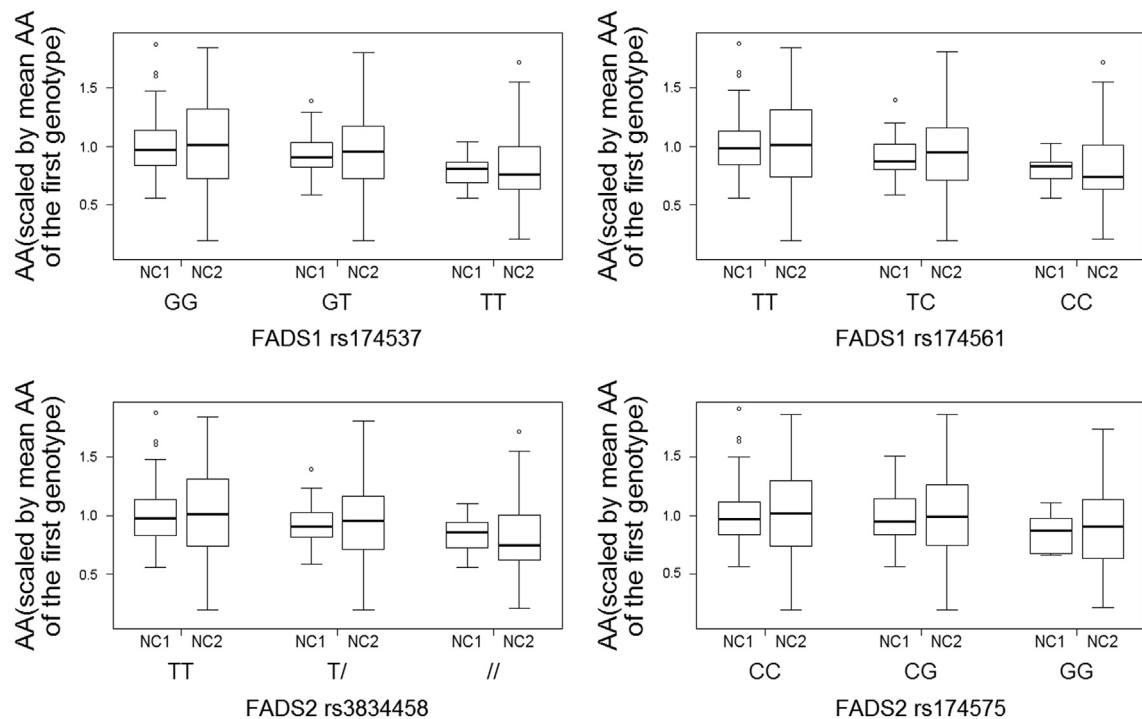 AA(scaled by mean AA
of the first genotype)
1.5
1.0
0.5
NC1 NC2 NC1 NC2 NC1 NC2
GG GT TT
FADS1 rs174537
AA(scaled by mean AA
of the first genotype)
1.5
1.0
0.5
NC1 NC2 NC1 NC2 NC1 NC2
TT TC CC
FADS1 rs174561
AA(scaled by mean AA
of the first genotype)
1.5
1.0
0.5
NC1 NC2 NC1 NC2 NC1 NC2
TT T/ //
FADS2 rs3834458
AA(scaled by mean AA
of the first genotype)
1.5
1.0
0.5
NC1 NC2 NC1 NC2 NC1 NC2
CC CG GG
FADS2 rs174575